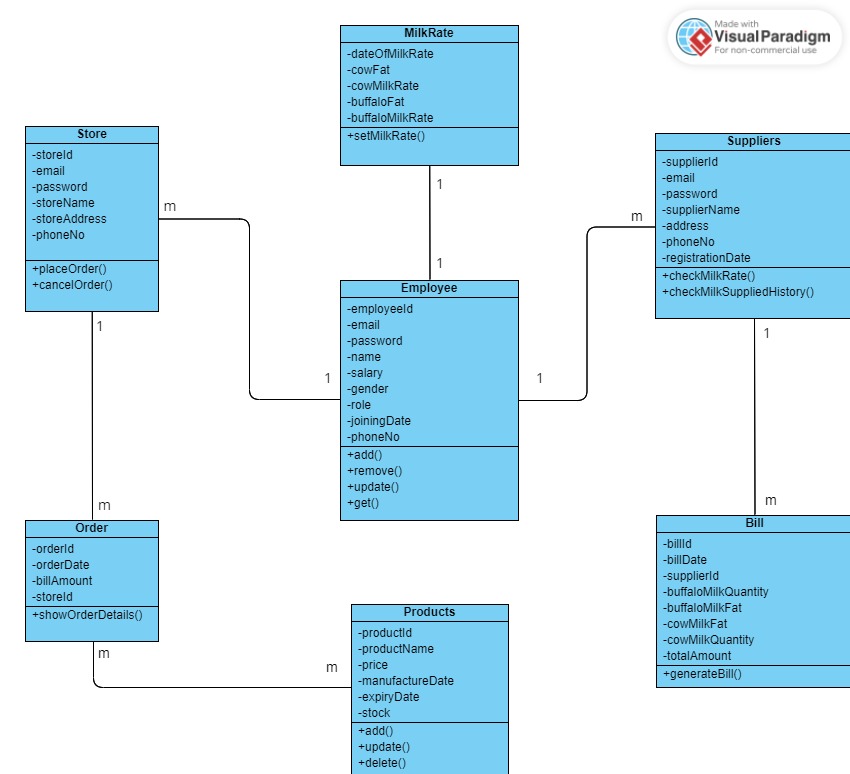 Made with
Visual Paradigm
For non-commercial use
MilkRate
-dateOfMilkRate
-cowFat
-cowMilkRate
-buffaloFat
-buffaloMilkRate
+setMilkRate()
Store
-storeId
-email
-password
-storeName
-storeAddress
-phoneNo
+placeOrder()
+cancelOrder()
Suppliers
-supplierId
-email
-password
-supplierName
-address
-phoneNo
-registrationDate
+checkMilkRate()
+checkMilkSuppliedHistory()
m
1
1
m
Employee
-employeeId
-email
-password
-name
-salary
-gender
-role
-joiningDate
-phoneNo
+add()
+remove()
+update()
+get()
1
1
1
1
m
m
Order
-orderId
-orderDate
-billAmount
-storeId
+showOrderDetails()
Bill
-billId
-billDate
-supplierId
-buffaloMilkQuantity
-buffaloMilkFat
-cowMilkFat
-cowMilkQuantity
-totalAmount
+generateBill()
m
m
Products
-productId
-productName
-price
-manufactureDate
-expiryDate
-stock
+add()
+update()
+delete()